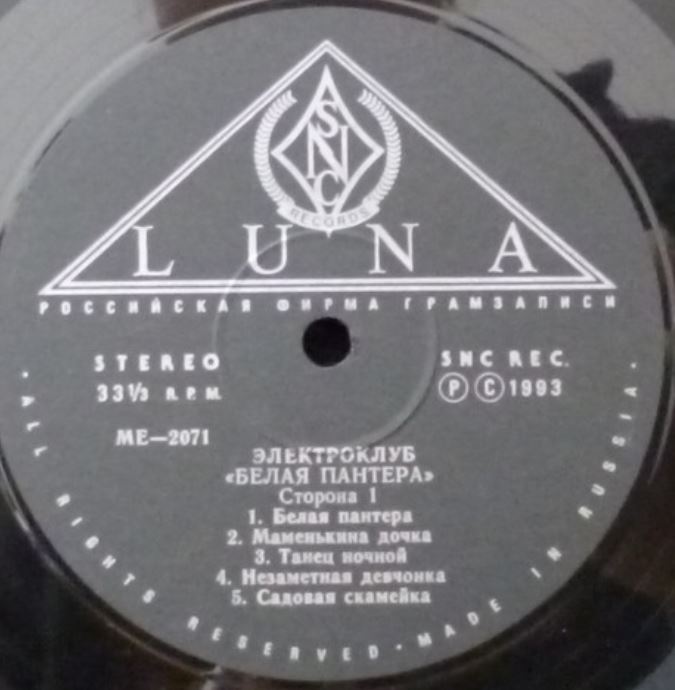 SNC
RECORDS
LUNA
РОССИЙСКАЯ ФИРМА ГРАМЗАПИСИ
STEREO
33⅓ R.P.M.
SNC REC.
Ⓟ Ⓒ 1993
МЕ—2071
ЭЛЕКТРОКЛУБ
«БЕЛАЯ ПАНТЕРА»
Сторона 1
1. Белая пантера
2. Маменькина дочка
3. Танец ночной
4. Незаметная девчонка
5. Садовая скамейка
· ALL RIGHTS RESERVED · MADE IN RUSSIA ·